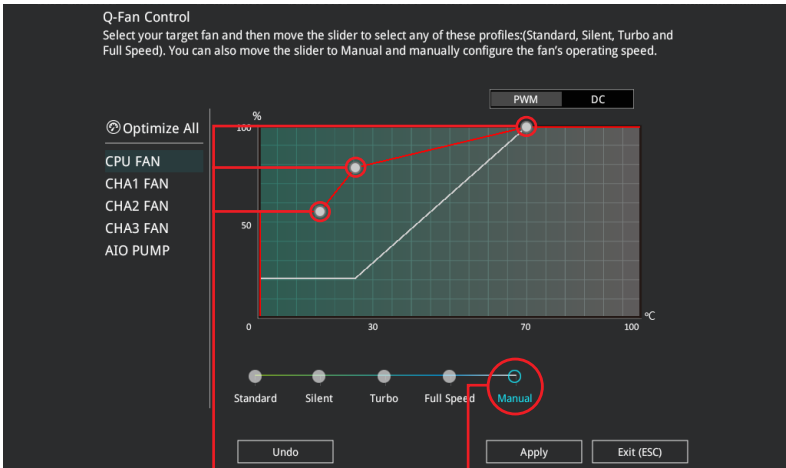 Q-Fan Control
Select your target fan and then move the slider to select any of these profiles:(Standard, Silent, Turbo and
Full Speed). You can also move the slider to Manual and manually configure the fan’s operating speed.
PWM DC
Optimize All
CPU FAN
CHA1 FAN
CHA2 FAN
CHA3 FAN
AIO PUMP
%
100
50
0 30 70 100
ºC
Standard Silent Turbo Full Speed Manual
Undo Apply Exit (ESC)